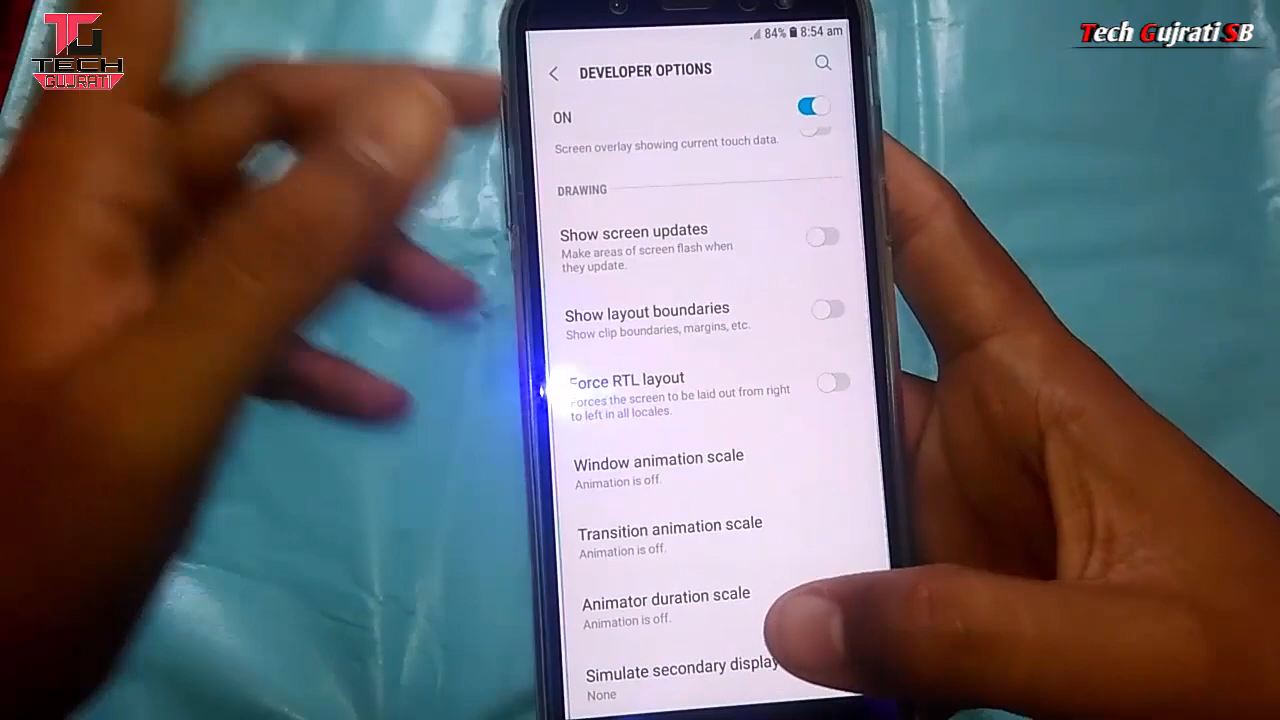 TG
TECH
GUJRATI
Tech Gujrati SB
84% 8:54 am
DEVELOPER OPTIONS
ON
Screen overlay showing current touch data.
DRAWING
Show screen updates
Make areas of screen flash when
they update.
Show layout boundaries
Show clip boundaries, margins, etc.
Force RTL layout
Forces the screen to be laid out from right
to left in all locales.
Window animation scale
Animation is off.
Transition animation scale
Animation is off.
Animator duration scale
Animation is off.
Simulate secondary display
None